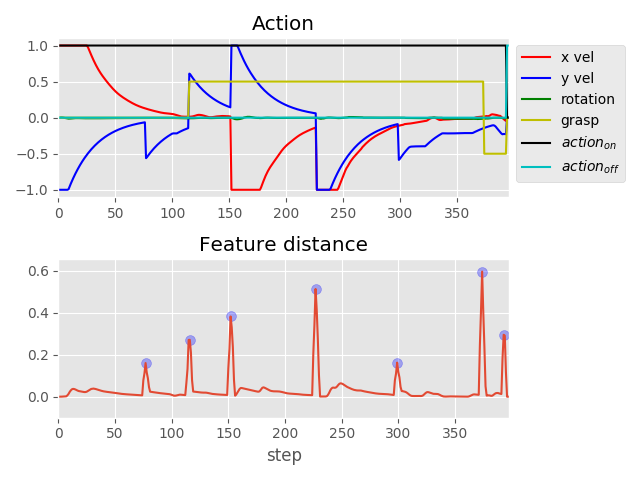 Action
1.0
0.5
0.0
−0.5
−1.0
0 50 100 150 200 250 300 350
x vel
y vel
rotation
grasp
action_on
action_off
Feature distance
0.6
0.4
0.2
0.0
0 50 100 150 200 250 300 350
step